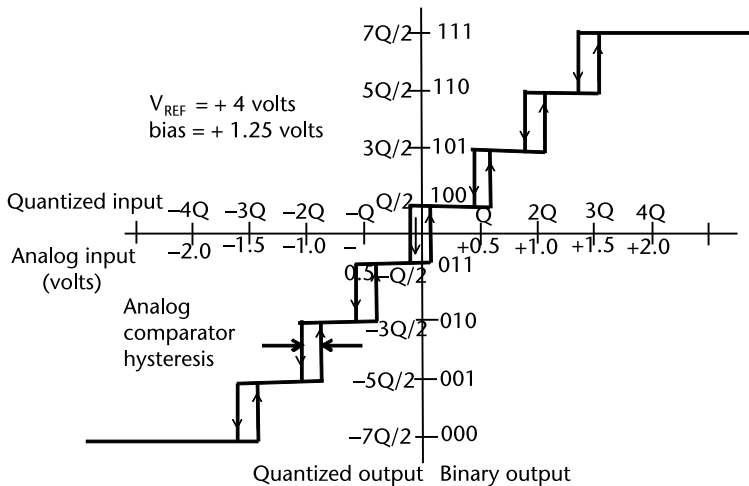 7Q/2 111
5Q/2 110
V_REF = + 4 volts
bias = + 1.25 volts
3Q/2 101
Q/2 100
Quantized input −4Q −3Q −2Q −Q Q 2Q 3Q 4Q
Analog input −2.0 −1.5 −1.0 − +0.5 +1.0 +1.5 +2.0
(volts) 0.5 −Q/2 011
Analog
comparator −3Q/2 010
hysteresis
−5Q/2 001
−7Q/2 000
Quantized output Binary output